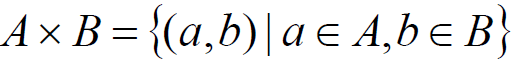 A × B = {(a,b) | a ∈ A, b ∈ B}